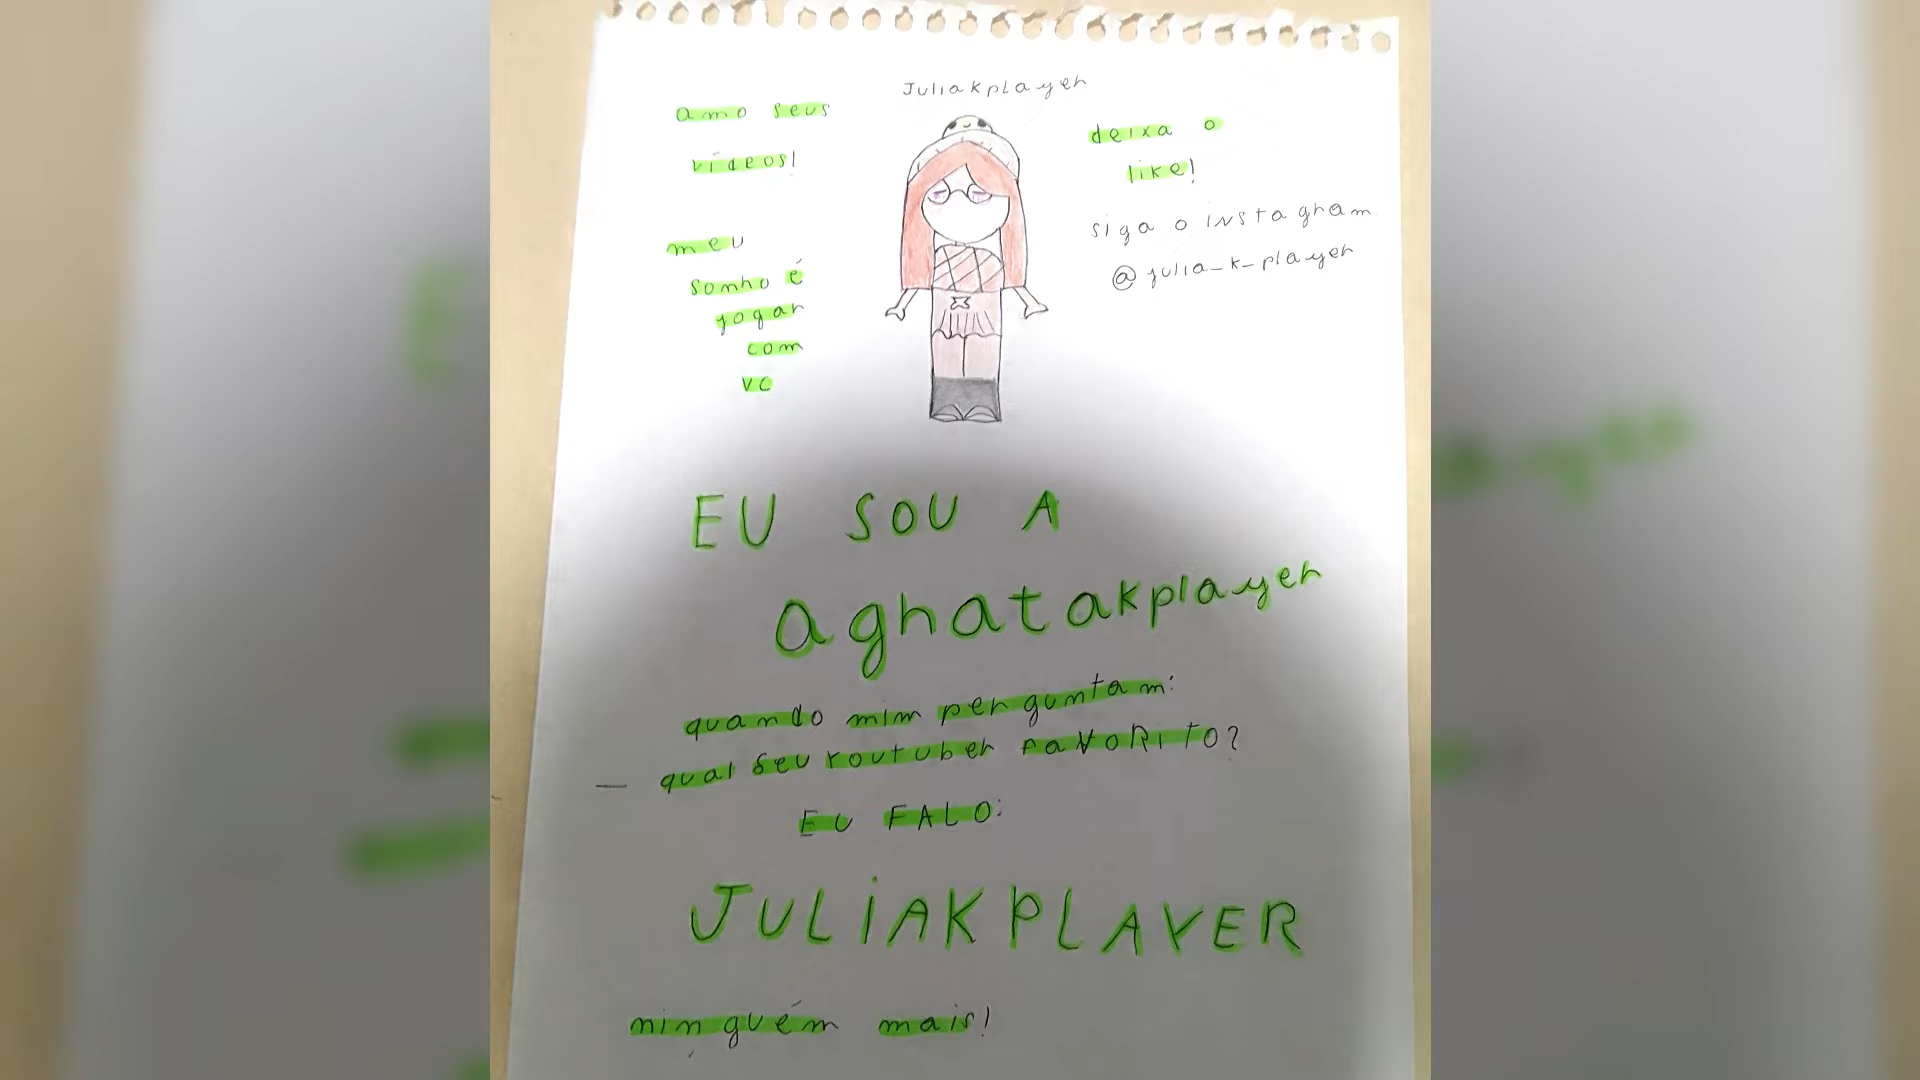 Juliakplayer
amo seus
vídeos!
meu
sonho é
jogar
com
vc
deixa o
like!
siga o instagram
@julia_k_player
EU SOU A
aghatakplayer
quando mim perguntam:
— qual seu youtuber favorito?
EU FALO:
JULiAKPLAYER
ninguém mais!